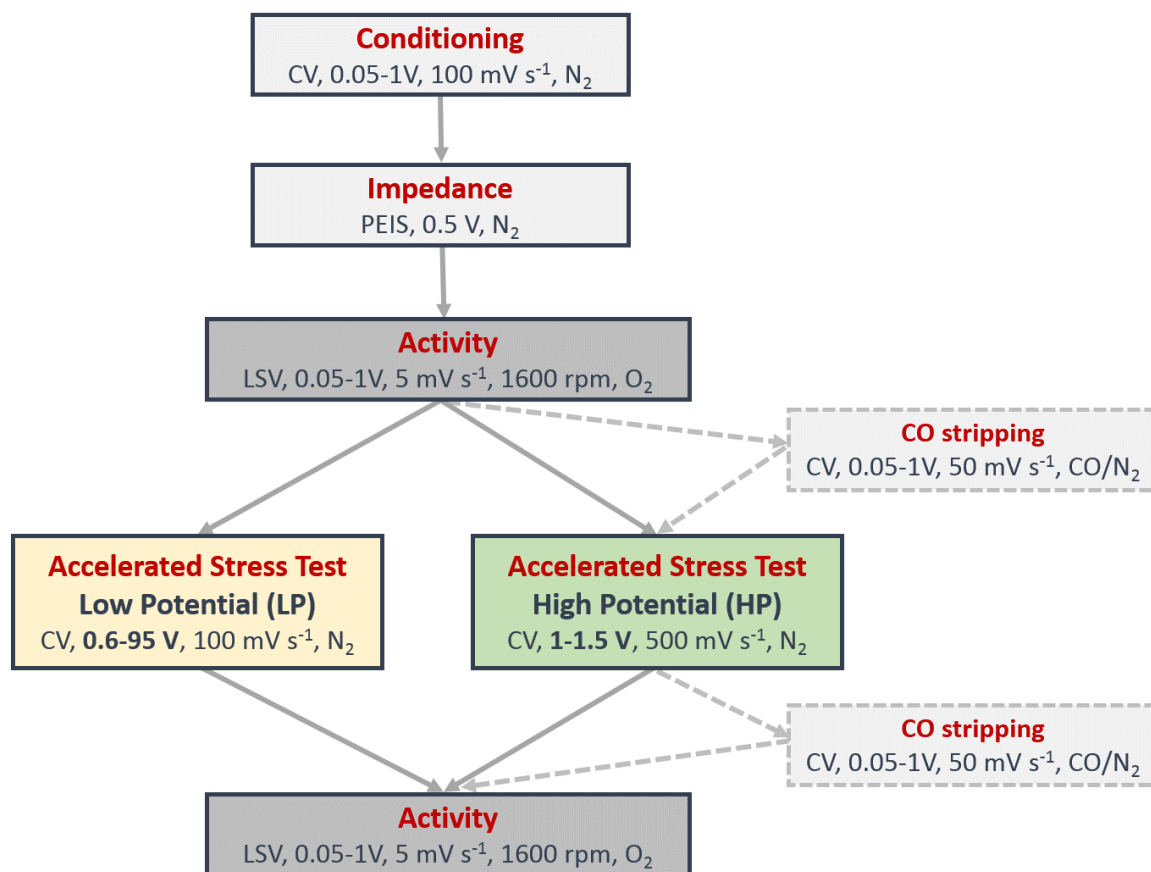 Conditioning
CV, 0.05-1V, 100 mV s⁻¹, N₂
Impedance
PEIS, 0.5 V, N₂
Activity
LSV, 0.05-1V, 5 mV s⁻¹, 1600 rpm, O₂
CO stripping
CV, 0.05-1V, 50 mV s⁻¹, CO/N₂
Accelerated Stress Test
Low Potential (LP)
CV, 0.6-95 V, 100 mV s⁻¹, N₂
Accelerated Stress Test
High Potential (HP)
CV, 1-1.5 V, 500 mV s⁻¹, N₂
CO stripping
CV, 0.05-1V, 50 mV s⁻¹, CO/N₂
Activity
LSV, 0.05-1V, 5 mV s⁻¹, 1600 rpm, O₂